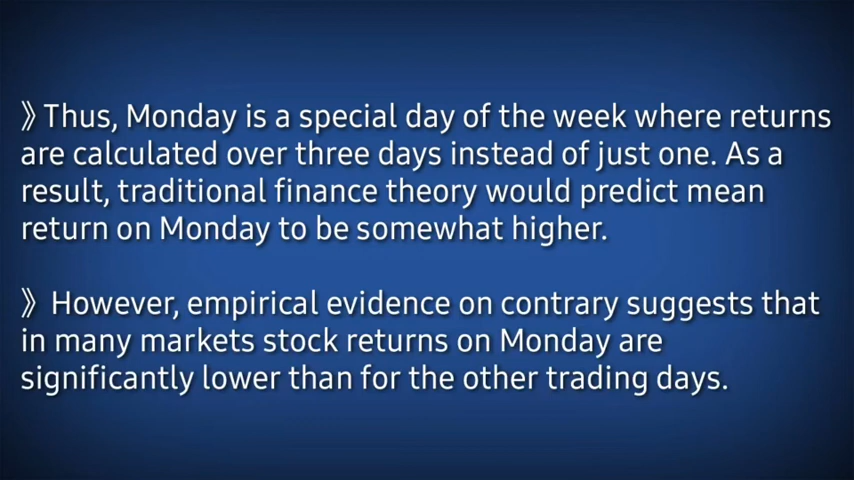 》Thus, Monday is a special day of the week where returns
are calculated over three days instead of just one. As a
result, traditional finance theory would predict mean
return on Monday to be somewhat higher.
》 However, empirical evidence on contrary suggests that
in many markets stock returns on Monday are
significantly lower than for the other trading days.